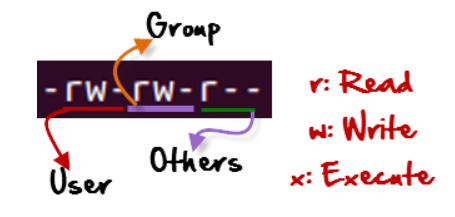 Group
-rw-rw-r--
r: Read
w: Write
x: Execute
Others
User